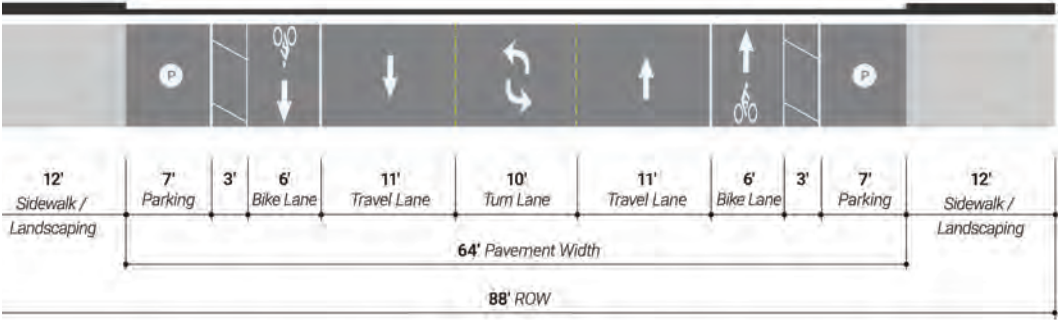 P
P
12' 7' 3' 6' 11' 10' 11' 6' 3' 7' 12'
Sidewalk / Parking Bike Lane Travel Lane Turn Lane Travel Lane Bike Lane Parking Sidewalk /
Landscaping Landscaping
64' Pavement Width
88' ROW